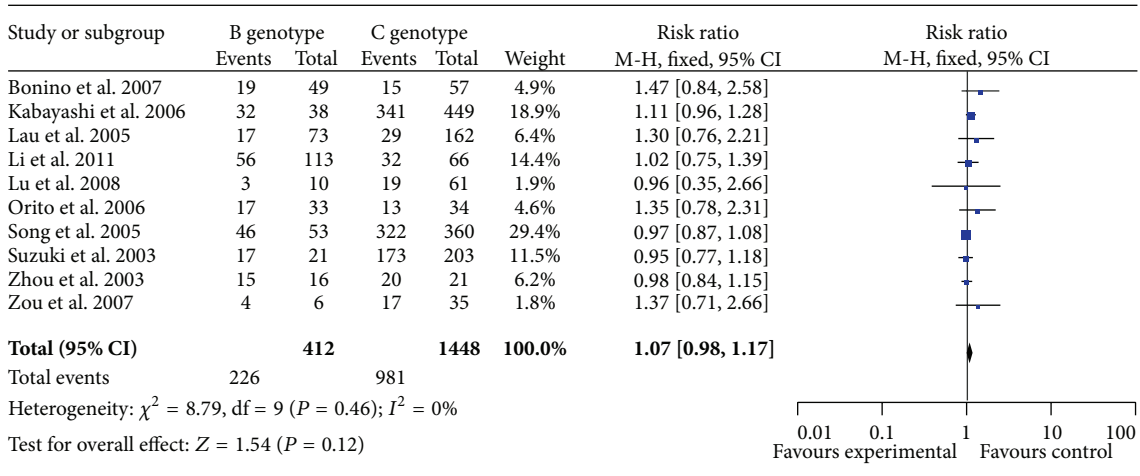 Study or subgroup B genotype C genotype Risk ratio Risk ratio
Events Total Events Total Weight M-H, fixed, 95% CI M-H, fixed, 95% CI
Bonino et al. 2007 19 49 15 57 4.9% 1.47 [0.84, 2.58]
Kabayashi et al. 2006 32 38 341 449 18.9% 1.11 [0.96, 1.28]
Lau et al. 2005 17 73 29 162 6.4% 1.30 [0.76, 2.21]
Li et al. 2011 56 113 32 66 14.4% 1.02 [0.75, 1.39]
Lu et al. 2008 3 10 19 61 1.9% 0.96 [0.35, 2.66]
Orito et al. 2006 17 33 13 34 4.6% 1.35 [0.78, 2.31]
Song et al. 2005 46 53 322 360 29.4% 0.97 [0.87, 1.08]
Suzuki et al. 2003 17 21 173 203 11.5% 0.95 [0.77, 1.18]
Zhou et al. 2003 15 16 20 21 6.2% 0.98 [0.84, 1.15]
Zou et al. 2007 4 6 17 35 1.8% 1.37 [0.71, 2.66]
Total (95% CI) 412 1448 100.0% 1.07 [0.98, 1.17]
Total events 226 981
Heterogeneity: χ² = 8.79, df = 9 (P = 0.46); I² = 0%
Test for overall effect: Z = 1.54 (P = 0.12)
0.01 0.1 1 10 100
Favours experimental Favours control